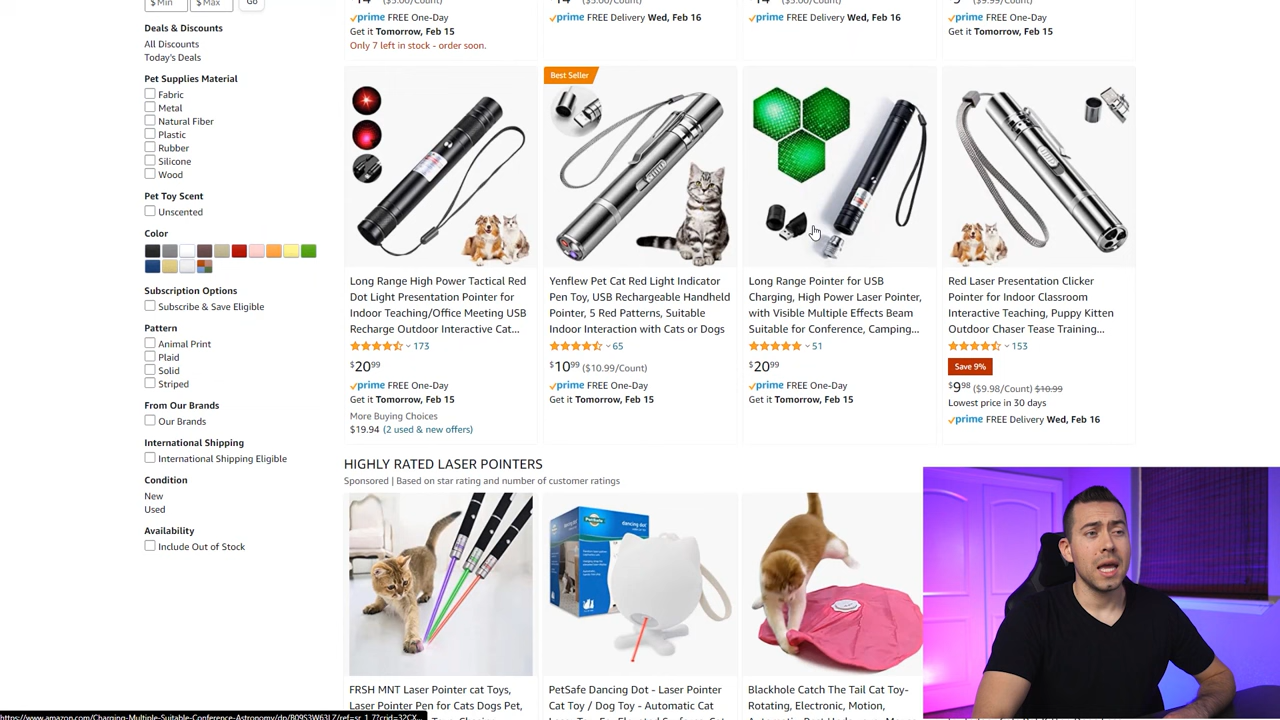 $ Min
$ Max
Go
Deals & Discounts
All Discounts
Today's Deals
Pet Supplies Material
Fabric
Metal
Natural Fiber
Plastic
Rubber
Silicone
Wood
Pet Toy Scent
Unscented
Color
Subscription Options
Subscribe & Save Eligible
Pattern
Animal Print
Plaid
Solid
Striped
From Our Brands
Our Brands
International Shipping
International Shipping Eligible
Condition
New
Used
Availability
Include Out of Stock
prime FREE One-Day
Get it Tomorrow, Feb 15
Only 7 left in stock - order soon.
prime FREE Delivery Wed, Feb 16
prime FREE Delivery Wed, Feb 16
prime FREE One-Day
Get it Tomorrow, Feb 15
Long Range High Power Tactical Red
Dot Light Presentation Pointer for
Indoor Teaching/Office Meeting USB
Recharge Outdoor Interactive Cat...
173
$20 99
prime FREE One-Day
Get it Tomorrow, Feb 15
More Buying Choices
$19.94 (2 used & new offers)
Best Seller
Yenflew Pet Cat Red Light Indicator
Pen Toy, USB Rechargeable Handheld
Pointer, 5 Red Patterns, Suitable
Indoor Interaction with Cats or Dogs
65
$10 99 ($10.99/Count)
prime FREE One-Day
Get it Tomorrow, Feb 15
Long Range Pointer for USB
Charging, High Power Laser Pointer,
with Visible Multiple Effects Beam
Suitable for Conference, Camping...
51
$20 99
prime FREE One-Day
Get it Tomorrow, Feb 15
Red Laser Presentation Clicker
Pointer for Indoor Classroom
Interactive Teaching, Puppy Kitten
Outdoor Chaser Tease Training...
153
Save 9%
$9 98 ($9.98/Count) $10.99
Lowest price in 30 days
prime FREE Delivery Wed, Feb 16
HIGHLY RATED LASER POINTERS
Sponsored | Based on star rating and number of customer ratings
PetSafe
dancing dot
FRSH MNT Laser Pointer cat Toys,
Laser Pointer Pen for Cats Dogs Pet,
PetSafe Dancing Dot - Laser Pointer
Cat Toy / Dog Toy - Automatic Cat
Blackhole Catch The Tail Cat Toy-
Rotating, Electronic, Motion,